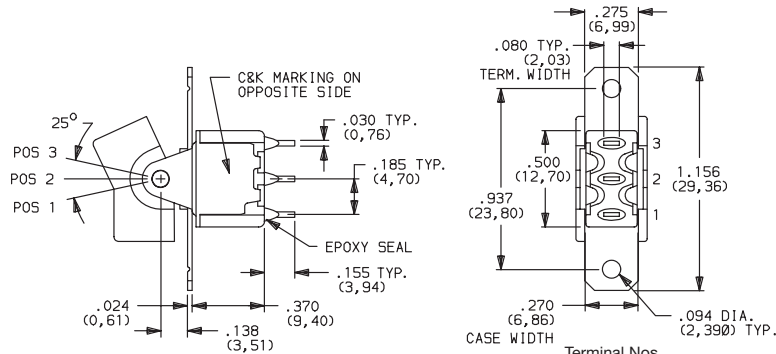 C&K MARKING ON
OPPOSITE SIDE
25°
POS 3
POS 2
POS 1
.030 TYP.
(0,76)
.185 TYP.
(4,70)
EPOXY SEAL
.155 TYP.
(3,94)
.024
(0,61)
.370
(9,40)
.138
(3,51)
.275
(6,99)
.080 TYP.
(2,03)
TERM. WIDTH
3
2
1
.500
(12,70)
.937
(23,80)
1.156
(29,36)
.270
(6,86)
CASE WIDTH
.094 DIA.
(2,39Ø) TYP.
Terminal Nos.